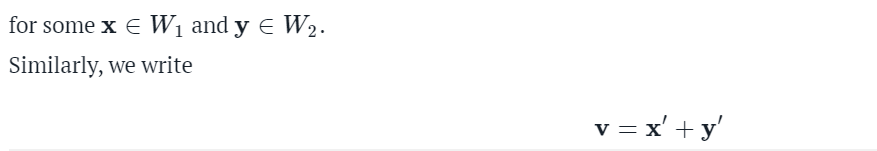 for some x ∈ W₁ and y ∈ W₂.
Similarly, we write
v = x′ + y′